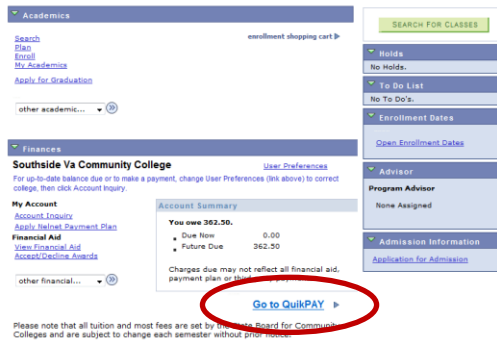 Academics
Search
Plan
Enroll
My Academics
Apply for Graduation
enrollment shopping cart
other academic...
Finances
Southside Va Community College
User Preferences
For up-to-date balance due or to make a payment, change User Preferences (link above) to correct
college, then click Account Inquiry.
My Account
Account Inquiry
Apply Nelnet Payment Plan
Financial Aid
View Financial Aid
Accept/Decline Awards
other financial...
Account Summary
You owe 362.50.
Due Now 0.00
Future Due 362.50
Charges due may not reflect all financial aid,
payment plan or third
Go to QuikPAY
Please note that all tuition and most fees are set by the State Board for Community
Colleges and are subject to change each semester without prior notice.
SEARCH FOR CLASSES
Holds
No Holds.
To Do List
No To Do's.
Enrollment Dates
Open Enrollment Dates
Advisor
Program Advisor
None Assigned
Admission Information
Application for Admission